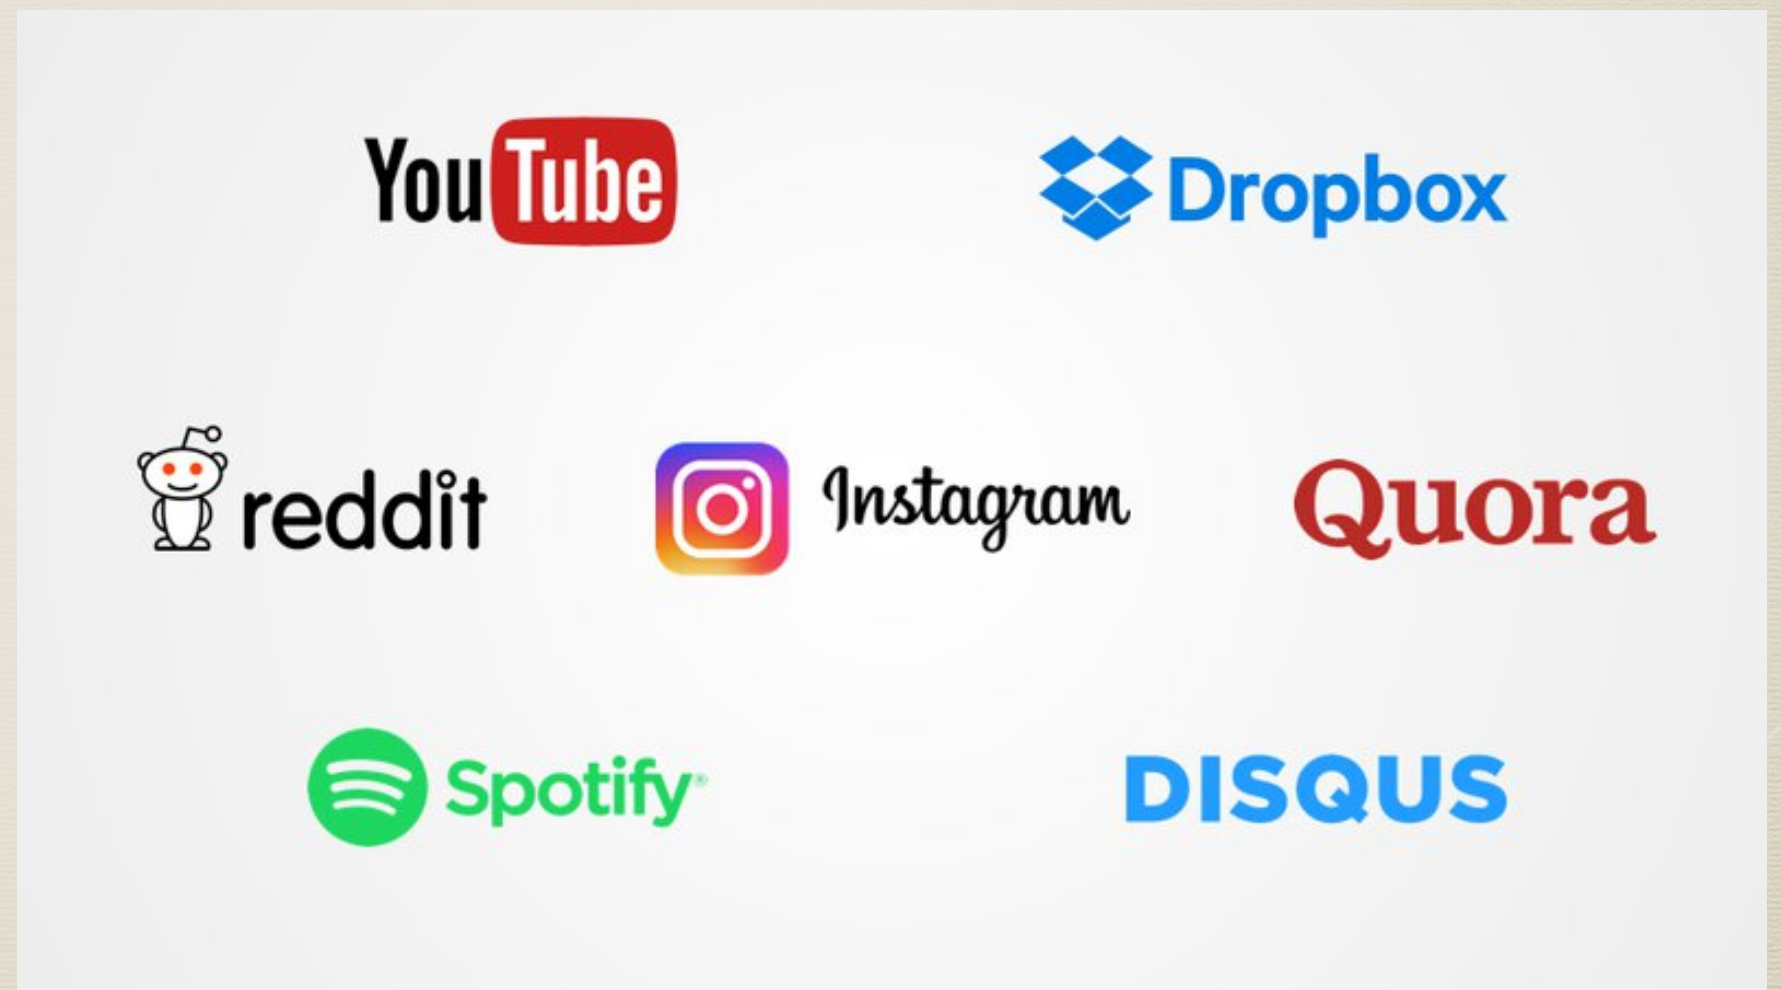 YouTube
Dropbox
reddit
Instagram
Quora
Spotify®
DISQUS